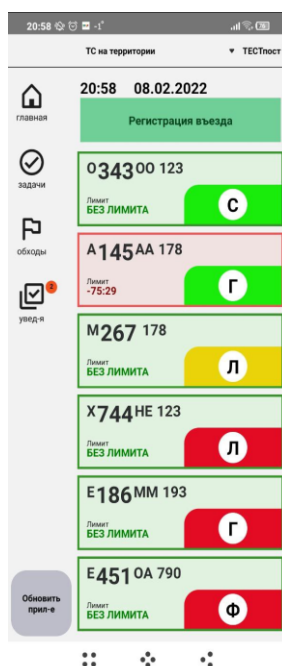 20:58 -1°
ТС на территории ▾ ТЕСТпост
20:58 08.02.2022
Регистрация въезда
главная
задачи
обходы
2
увед-я
О343ОО 123
Лимит
БЕЗ ЛИМИТА
С
А145АА 178
Лимит
-75:29
Г
М267 178
Лимит
БЕЗ ЛИМИТА
Л
Х744НЕ 123
Лимит
БЕЗ ЛИМИТА
Л
Е186ММ 193
Лимит
БЕЗ ЛИМИТА
Г
Е451ОА 790
Лимит
БЕЗ ЛИМИТА
Ф
Обновить
прил-е